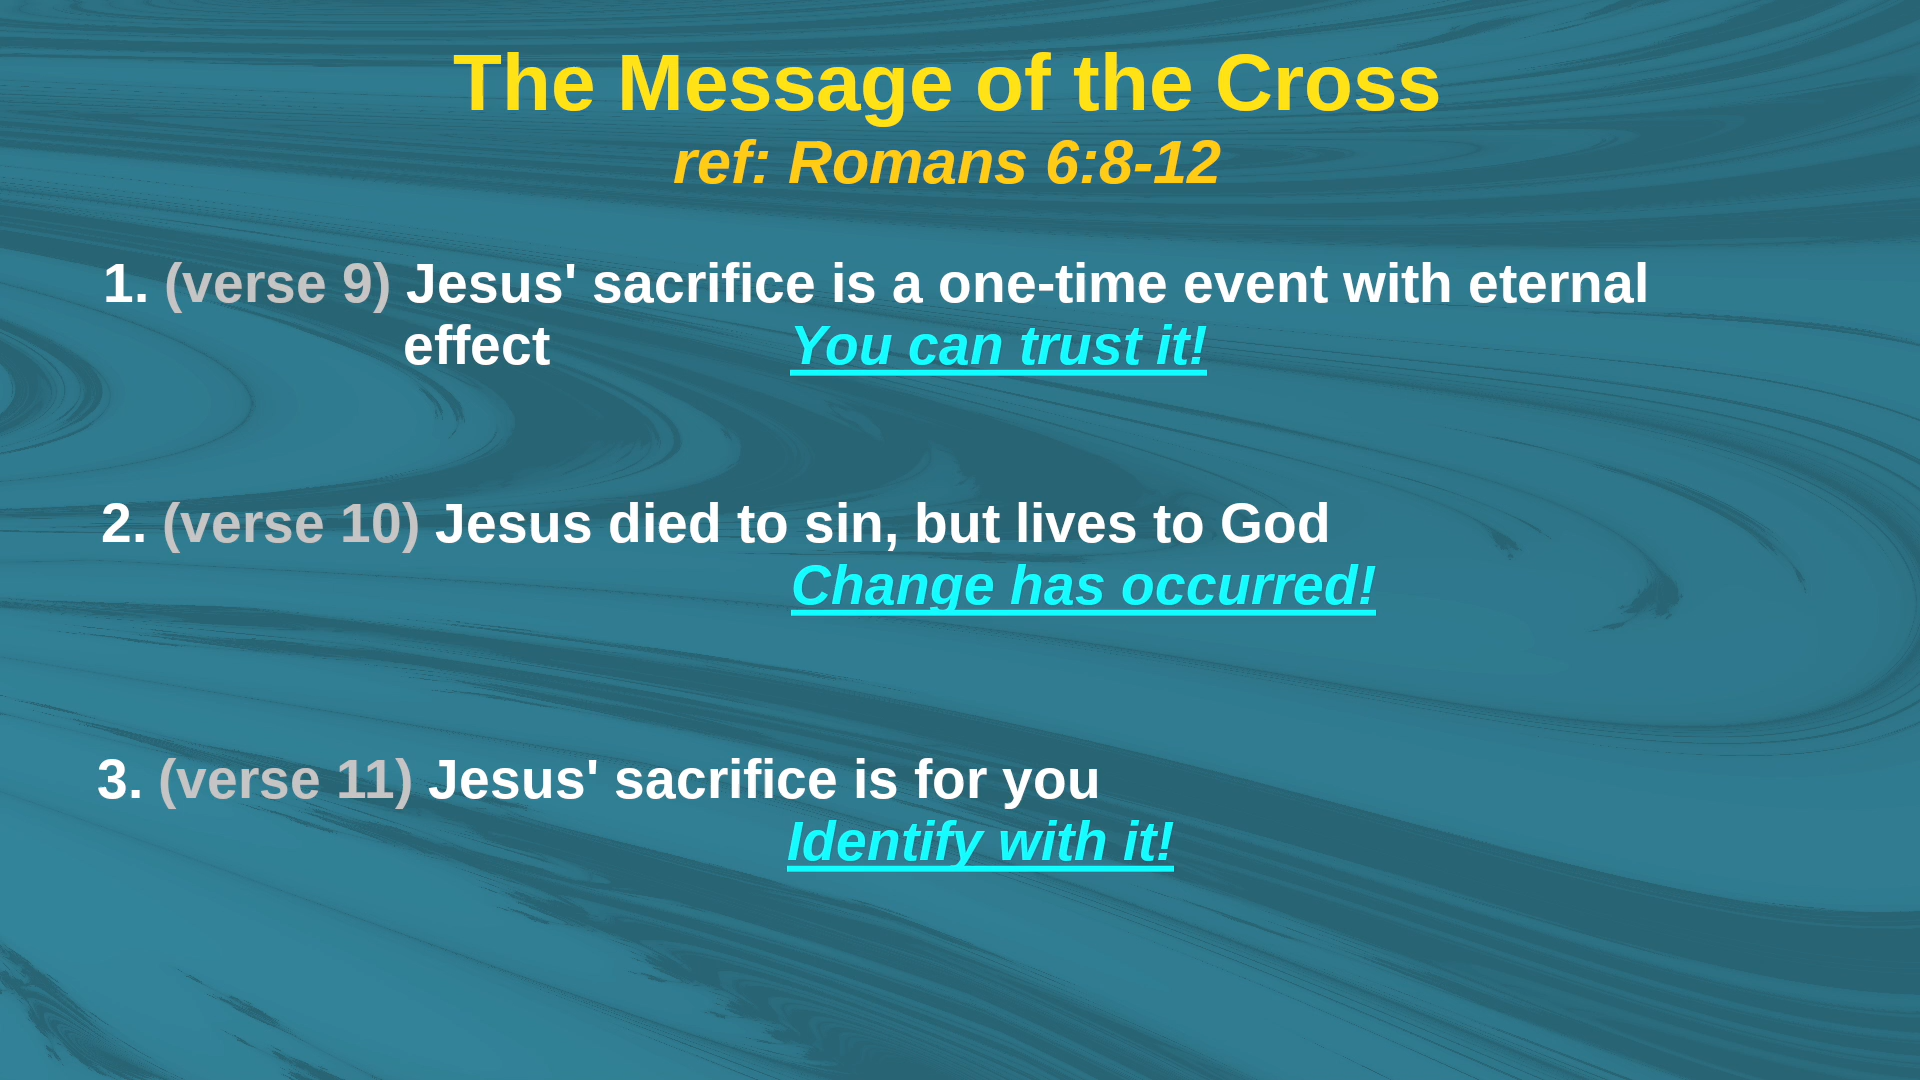 The Message of the Cross
ref: Romans 6:8-12
1. (verse 9) Jesus' sacrifice is a one-time event with eternal
effect You can trust it!
2. (verse 10) Jesus died to sin, but lives to God
Change has occurred!
3. (verse 11) Jesus' sacrifice is for you
Identify with it!